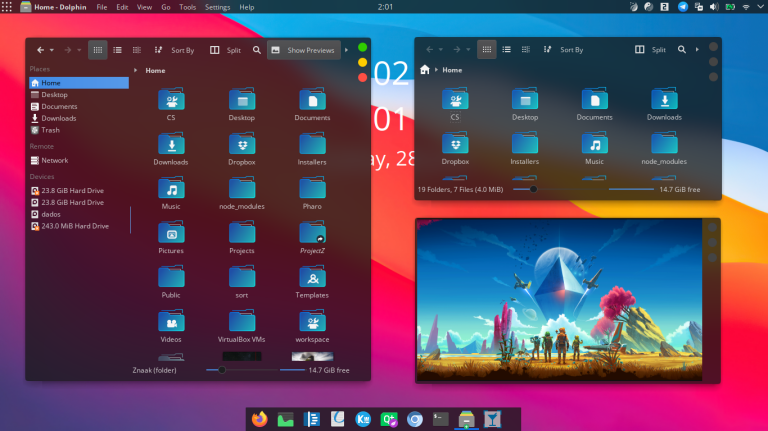 Home - Dolphin File Edit View Go Tools Settings Help 2:01
Sort By Split Show Previews
Places
Home
Desktop
Documents
Downloads
Trash
Remote
Network
Devices
23.8 GiB Hard Drive
23.8 GiB Hard Drive
dados
243.0 MiB Hard Drive
Home
CS Desktop Documents
Downloads Dropbox Installers
Music node_modules Pharo
Pictures Projects ProjectZ
Public sort Templates
Videos VirtualBox VMs workspace
Znaak (folder) 14.7 GiB free
02
01
ay, 28
Sort By Split
Home
CS Desktop Documents Downloads
Dropbox Installers Music node_modules
19 Folders, 7 Files (4.0 MiB) 14.7 GiB free